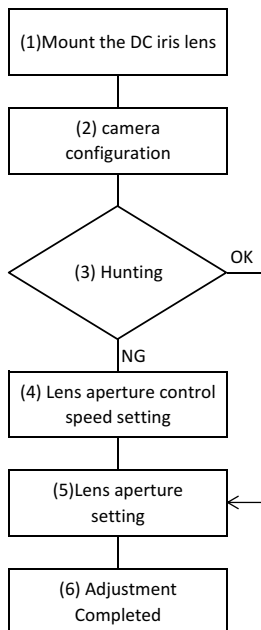 (1)Mount the DC iris lens
(2) camera
configuration
(3) Hunting
OK
NG
(4) Lens aperture control
speed setting
(5)Lens aperture
setting
(6) Adjustment
Completed